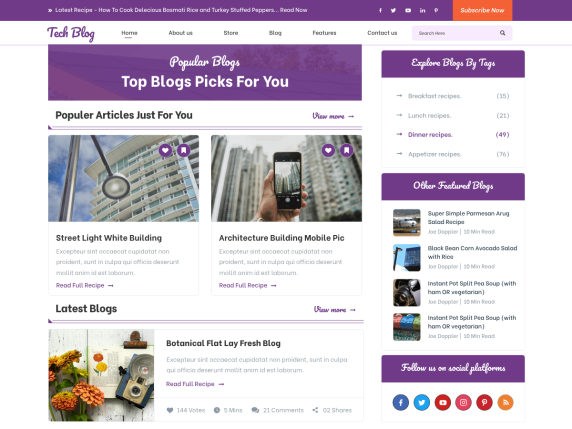 » Latest Recipe – How To Cook Delecious Basmati Rice and Turkey Stuffed Peppers... Read Now
Subscribe Now
Tech Blog
Home
About us
Store
Blog
Features
Contact us
Search Here
Popular Blogs
Top Blogs Picks For You
Populer Articles Just For You
View more →
Street Light White Building
Excepteur sint occaecat cupidatat non
proident, sunt in culpa qui officia deserunt
mollit anim id est laborum.
Read Full Recipe →
Architecture Building Mobile Pic
Excepteur sint occaecat cupidatat non
proident, sunt in culpa qui officia deserunt
mollit anim id est laborum.
Read Full Recipe →
Latest Blogs
View more →
Botanical Flat Lay Fresh Blog
Excepteur sint occaecat cupidatat non proident, sunt in culpa
qui officia deserunt mollit anim id est laborum.
Read Full Recipe →
144 Votes
5 Mins
21 Comments
02 Shares
Explore Blogs By Tags
→ Breakfast recipes. (15)
→ Lunch recipes. (21)
→ Dinner recipes. (49)
→ Appetizer recipes. (76)
Other Featured Blogs
Super Simple Parmesan Arug
Salad Recipe
Joe Doppler | 10 Min Read
Black Bean Corn Avocado Salad
with Rice
Joe Doppler | 10 Min Read
Instant Pot Split Pea Soup (with
ham OR vegetarian)
Joe Doppler | 10 Min Read
Instant Pot Split Pea Soup (with
ham OR vegetarian)
Joe Doppler | 10 Min Read
Follow us on social platforms